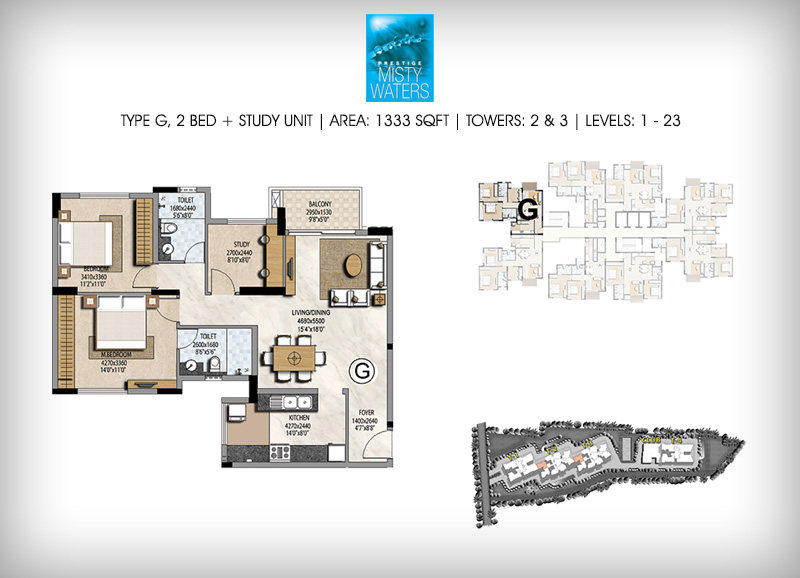 PRESTIGE
MISTY
WATERS
TYPE G, 2 BED + STUDY UNIT | AREA: 1333 SQFT | TOWERS: 2 & 3 | LEVELS: 1 - 23
TOILET
1680x2440
5'6"x8'0"
BALCONY
2950x1530
9'8"x5'0"
STUDY
2700x2440
8'10"x8'0"
BEDROOM
3410x3360
11'2"x11'0"
LIVING/DINING
4680x5500
15'4"x18'0"
TOILET
2600x1680
8'6"x5'6"
M.BEDROOM
4270x3360
14'0"x11'0"
G
KITCHEN
4270x2440
14'0"x8'0"
FOYER
1400x2640
4'7"x8'8"
G